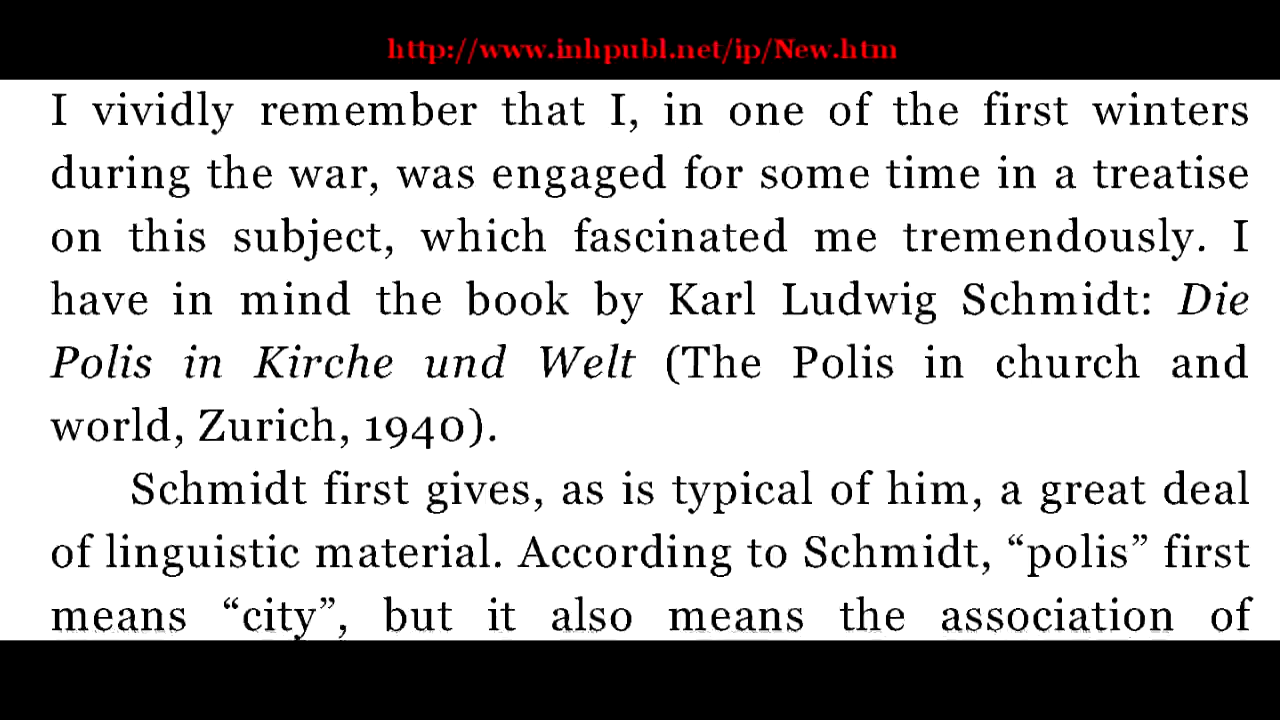 http://www.inhpubl.net/ip/New.htm
I vividly remember that I, in one of the first winters
during the war, was engaged for some time in a treatise
on this subject, which fascinated me tremendously. I
have in mind the book by Karl Ludwig Schmidt: Die
Polis in Kirche und Welt (The Polis in church and
world, Zurich, 1940).
Schmidt first gives, as is typical of him, a great deal
of linguistic material. According to Schmidt, “polis” first
means “city”, but it also means the association of